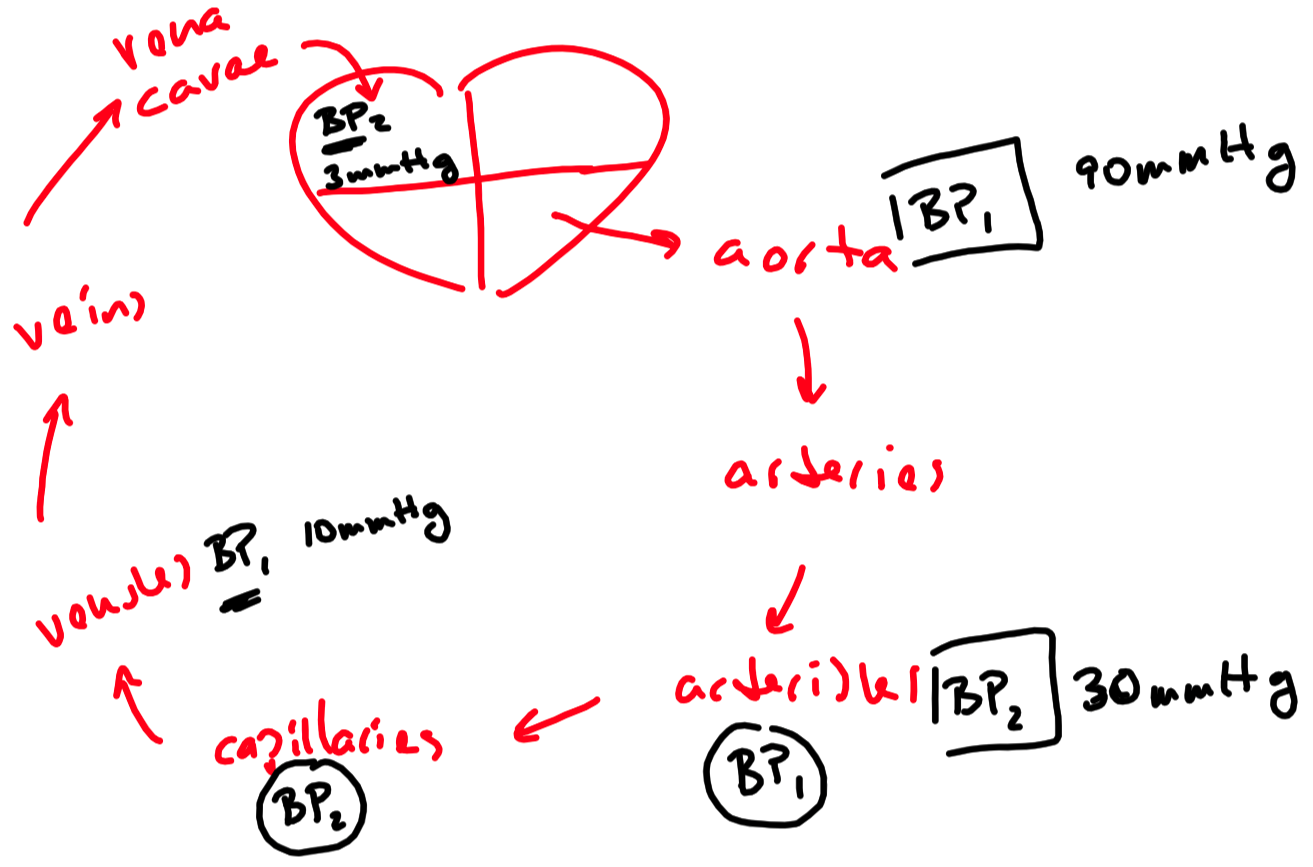 vena
cavae
BP₂
3mmHg
aorta
BP₁
90mmHg
veins
arteries
venules
BP₁
10mmHg
arterioles
BP₂
30mmHg
BP₁
capillaries
BP₂